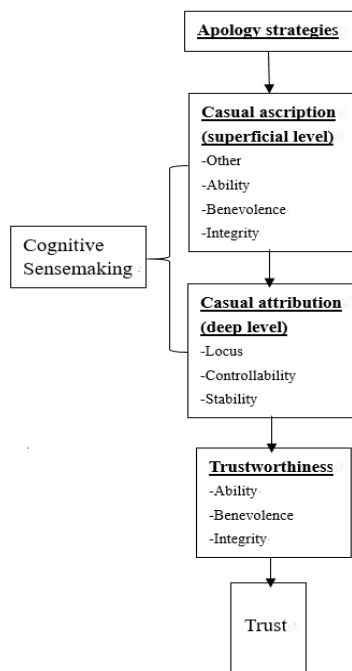 Apology strategies
Casual ascription
(superficial level)
-Other
-Ability
-Benevolence
-Integrity
Cognitive
Sensemaking
Casual attribution
(deep level)
-Locus
-Controllability
-Stability
Trustworthiness
-Ability
-Benevolence
-Integrity
Trust